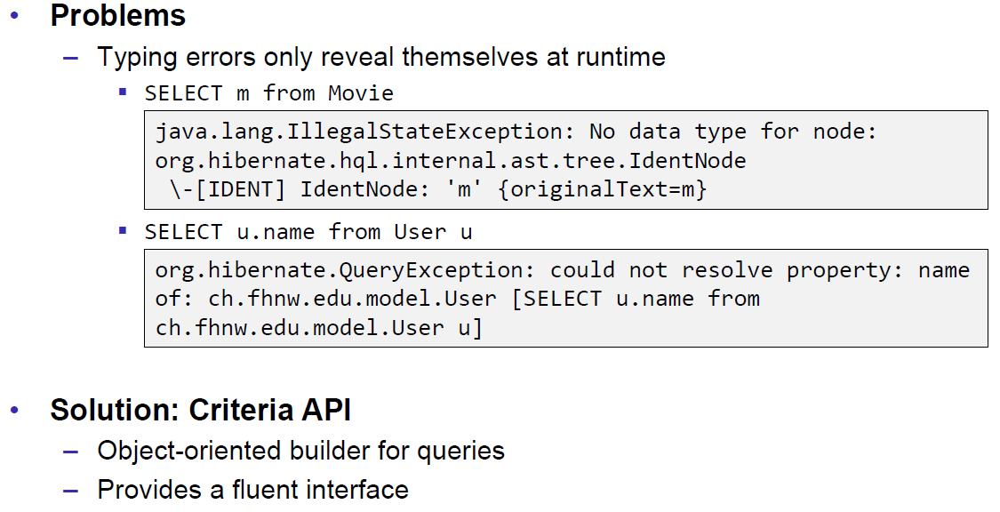 • Problems
– Typing errors only reveal themselves at runtime
▪ SELECT m from Movie
java.lang.IllegalStateException: No data type for node:
org.hibernate.hql.internal.ast.tree.IdentNode
\-[IDENT] IdentNode: 'm' {originalText=m}
▪ SELECT u.name from User u
org.hibernate.QueryException: could not resolve property: name
of: ch.fhnw.edu.model.User [SELECT u.name from
ch.fhnw.edu.model.User u]
• Solution: Criteria API
– Object-oriented builder for queries
– Provides a fluent interface